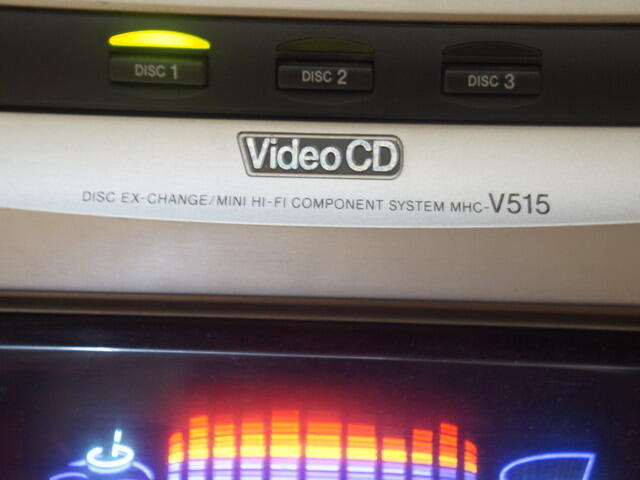 DISC 1 DISC 2 DISC 3
Video CD
DISC EX-CHANGE/MINI HI-FI COMPONENT SYSTEM MHC-V515